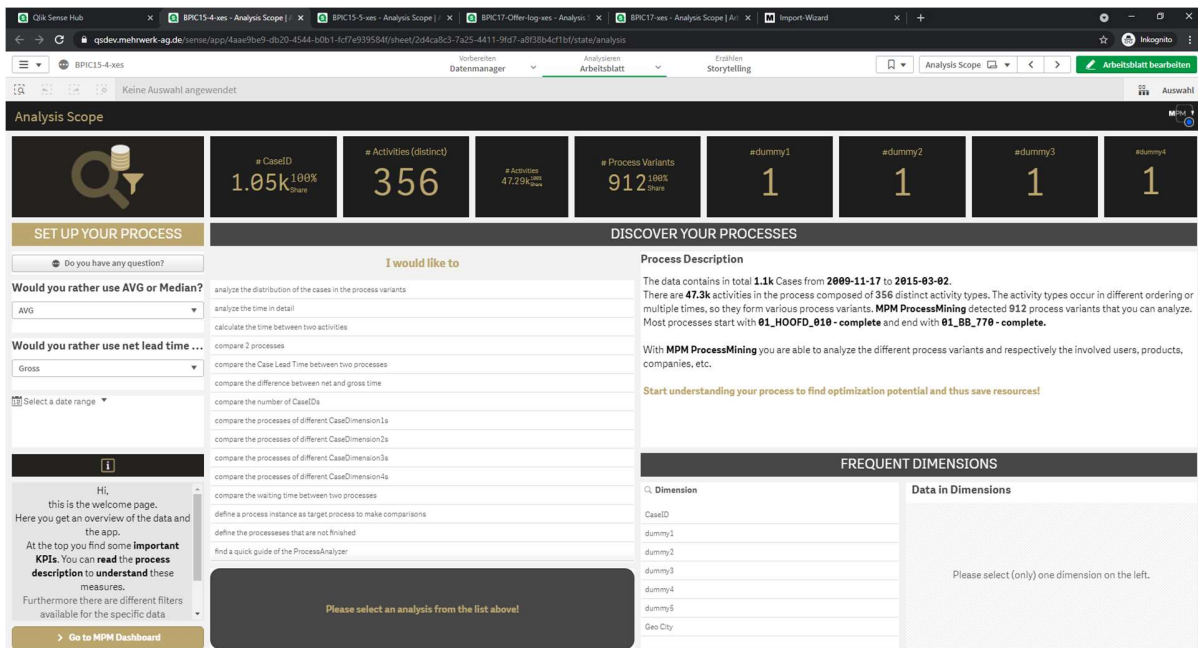 Qlik Sense Hub
BPIC15-4-xes - Analysis Scope | A
BPIC15-5-xes - Analysis Scope | A
BPIC17-Offer-log-xes - Analysis S
BPIC17-xes - Analysis Scope | Ar
Import-Wizard
qsdev.mehrwerk-ag.de/sense/app/4aae9be9-db20-4544-b0b1-fcf7e939584f/sheet/2d4ca8c3-7a25-4411-9fd7-a8f38b4cf1bf/state/analysis
Inkognito
BPIC15-4-xes
Vorbereiten
Datenmanager
Analysieren
Arbeitsblatt
Erzählen
Storytelling
Analysis Scope
Arbeitsblatt bearbeiten
Keine Auswahl angewendet
Auswahl
Analysis Scope
MPM
# CaseID
1.05k 100% Share
# Activities (distinct)
356
# Activities
47.29k 100% Share
# Process Variants
912 100% Share
#dummy1
1
#dummy2
1
#dummy3
1
#dummy4
1
SET UP YOUR PROCESS
DISCOVER YOUR PROCESSES
Do you have any question?
Would you rather use AVG or Median?
AVG
Would you rather use net lead time ...
Gross
Select a date range
i
Hi,
this is the welcome page.
Here you get an overview of the data and
the app.
At the top you find some important
KPIs. You can read the process
description to understand these
measures.
Furthermore there are different filters
available for the specific data
> Go to MPM Dashboard
I would like to
analyze the distribution of the cases in the process variants
analyze the time in detail
calculate the time between two activities
compare 2 processes
compare the Case Lead Time between two processes
compare the difference between net and gross time
compare the number of CaseIDs
compare the processes of different CaseDimension1s
compare the processes of different CaseDimension2s
compare the processes of different CaseDimension3s
compare the processes of different CaseDimension4s
compare the waiting time between two processes
define a process instance as target process to make comparisons
define the processeses that are not finished
find a quick guide of the ProcessAnalyzer
Please select an analysis from the list above!
Process Description
The data contains in total 1.1k Cases from 2009-11-17 to 2015-03-02.
There are 47.3k activities in the process composed of 356 distinct activity types. The activity types occur in different ordering or
multiple times, so they form various process variants. MPM ProcessMining detected 912 process variants that you can analyze.
Most processes start with 01_HOOFD_010 - complete and end with 01_BB_770 - complete.
With MPM ProcessMining you are able to analyze the different process variants and respectively the involved users, products,
companies, etc.
Start understanding your process to find optimization potential and thus save resources!
FREQUENT DIMENSIONS
Dimension
CaseID
dummy1
dummy2
dummy3
dummy4
dummy5
Geo City
Data in Dimensions
Please select (only) one dimension on the left.